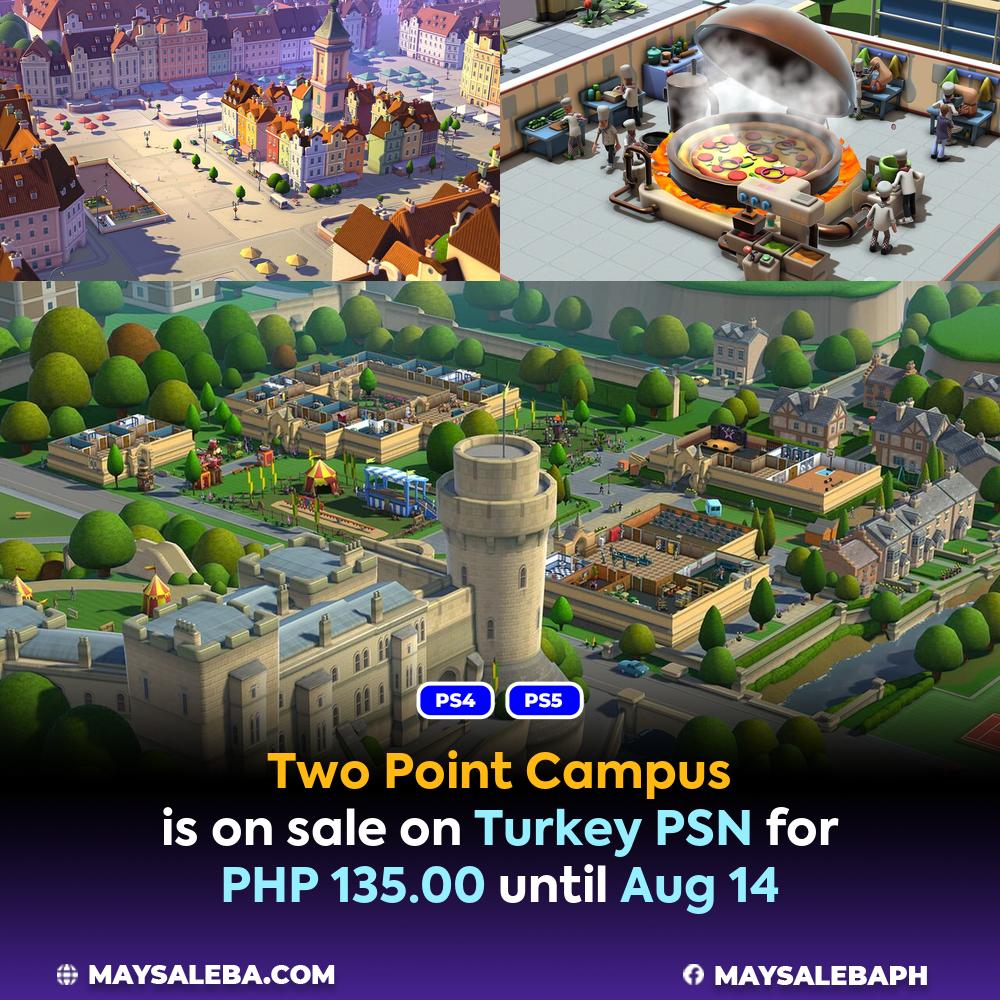 PS4 PS5
Two Point Campus
is on sale on Turkey PSN for
PHP 135.00 until Aug 14
MAYSALEBA.COM MAYSALEBAPH